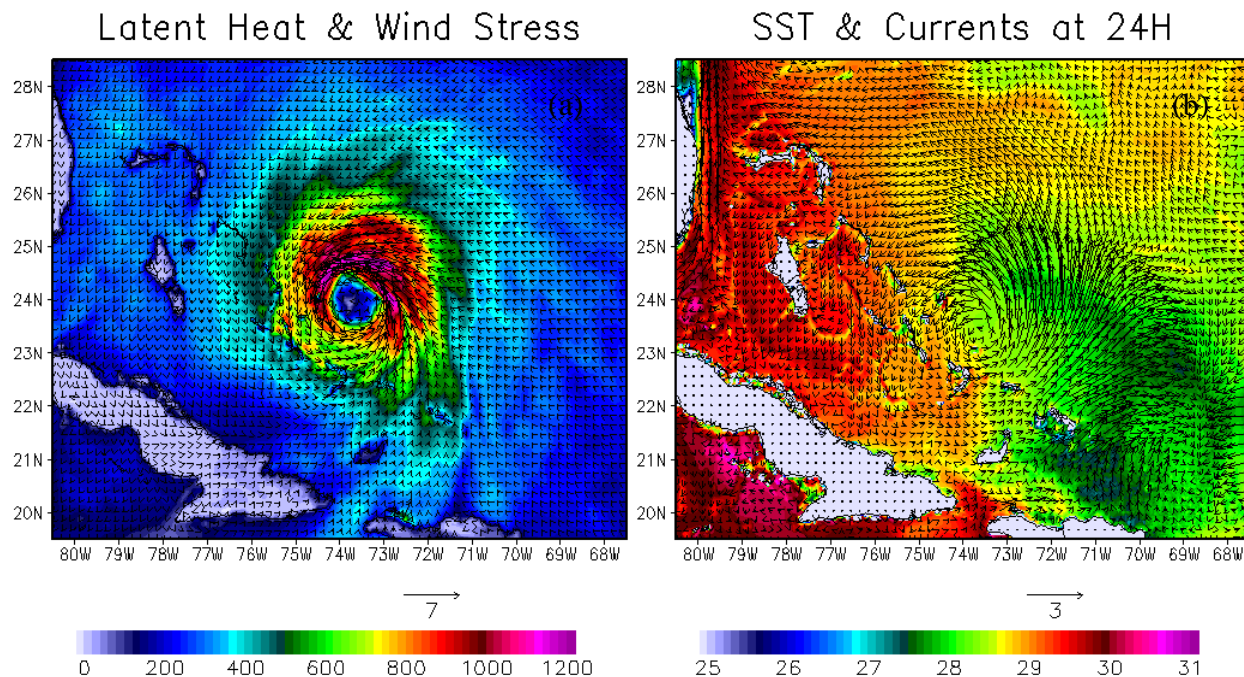 Latent Heat & Wind Stress
SST & Currents at 24H
(a)
(b)
28N
27N
26N
25N
24N
23N
22N
21N
20N
80W 79W 78W 77W 76W 75W 74W 73W 72W 71W 70W 69W 68W
28N
27N
26N
25N
24N
23N
22N
21N
20N
80W 79W 78W 77W 76W 75W 74W 73W 72W 71W 70W 69W 68W
7
3
0 200 400 600 800 1000 1200
25 26 27 28 29 30 31